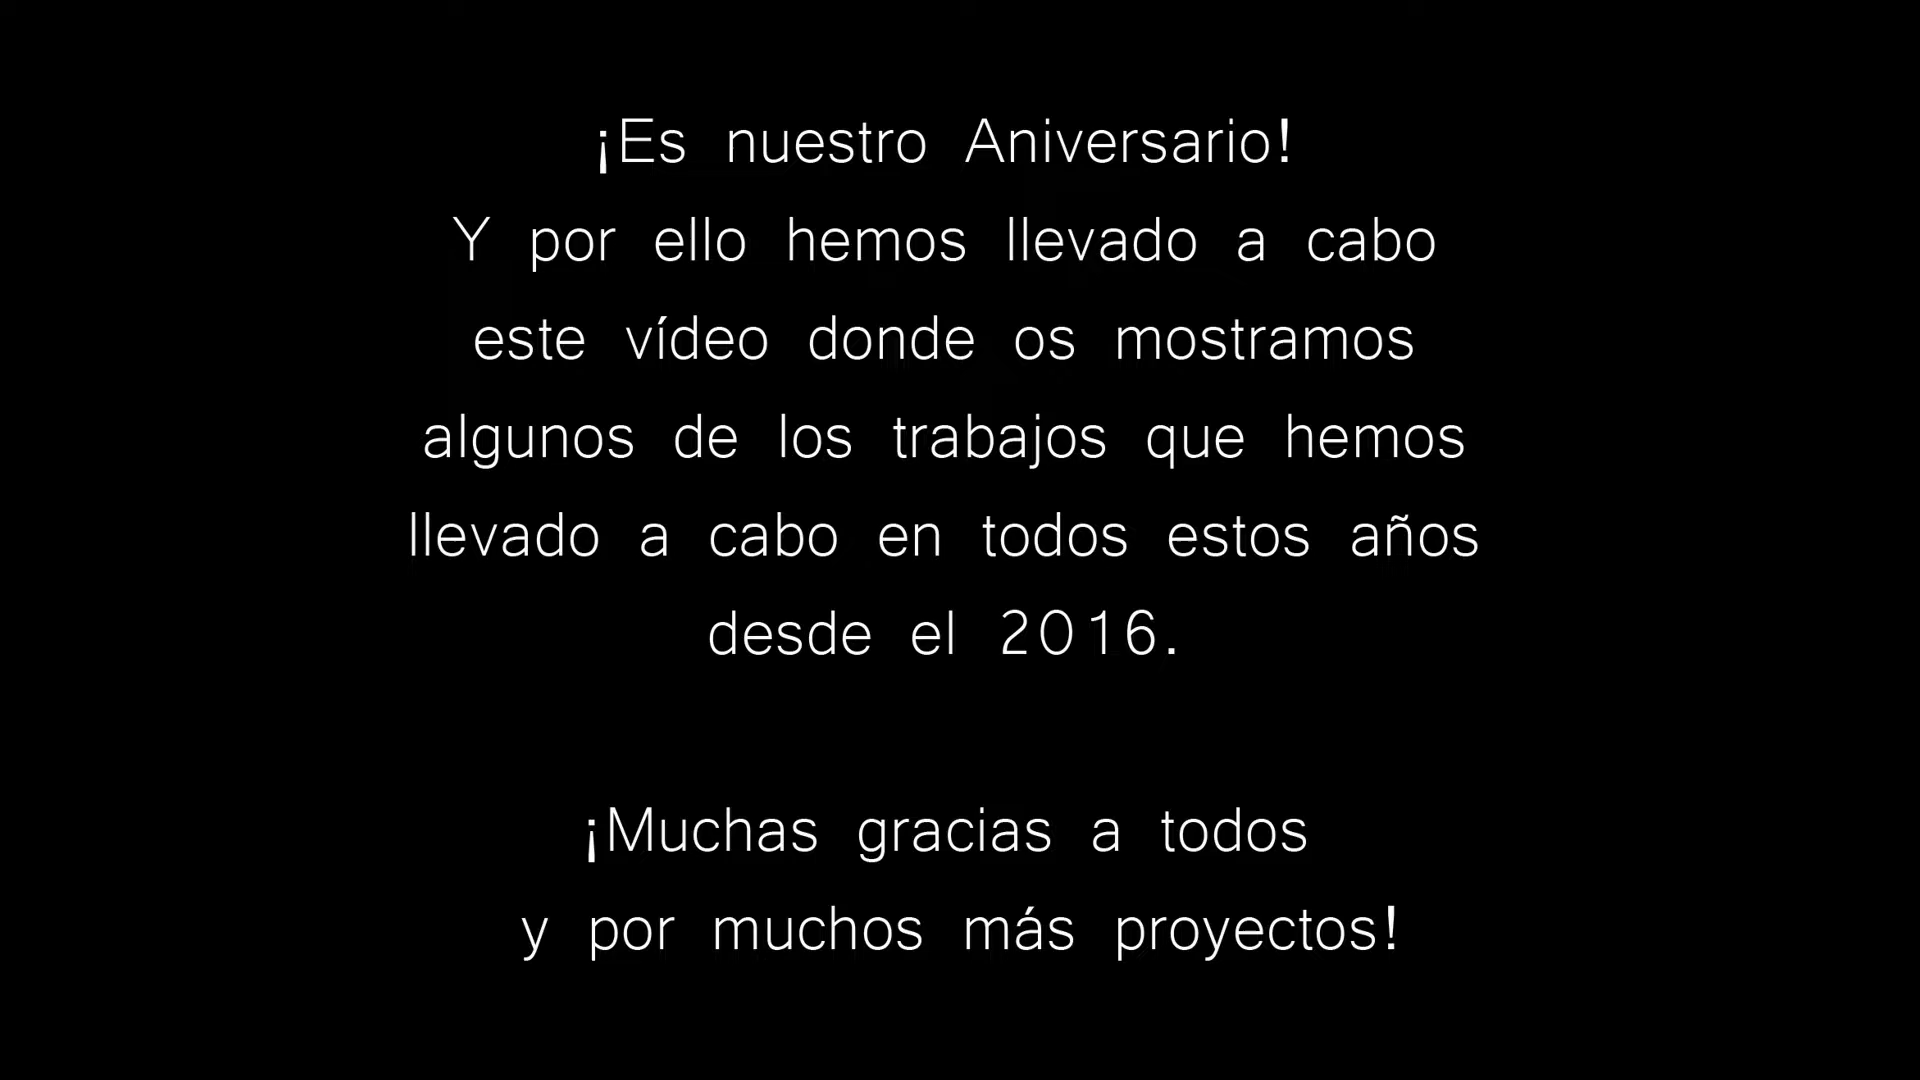 ¡Es nuestro Aniversario!
Y por ello hemos llevado a cabo
este vídeo donde os mostramos
algunos de los trabajos que hemos
llevado a cabo en todos estos años
desde el 2016.
¡Muchas gracias a todos
y por muchos más proyectos!